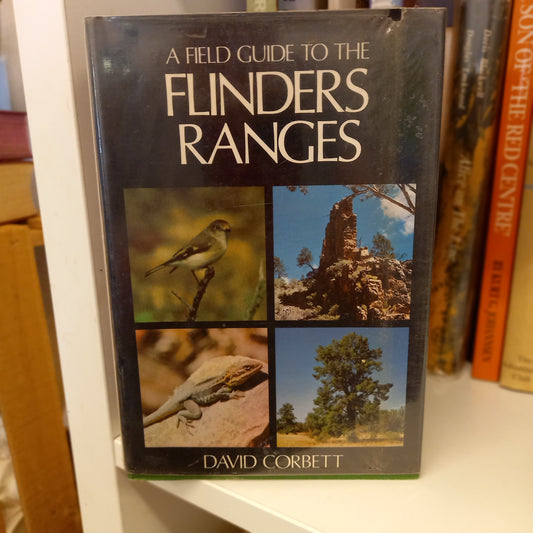 A FIELD GUIDE TO THE
FLINDERS
RANGES
DAVID CORBETT
SON OF 'THE RED CENTRE'